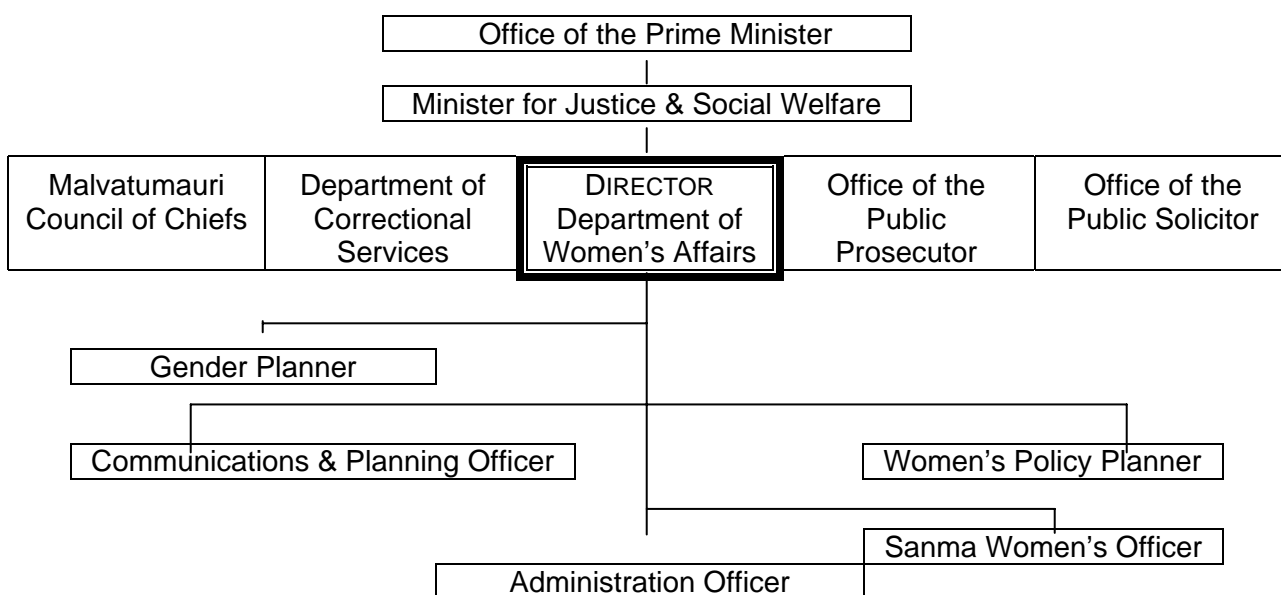 Office of the Prime Minister
Minister for Justice & Social Welfare
Malvatumauri
Council of Chiefs
Department of
Correctional
Services
DIRECTOR
Department of
Women's Affairs
Office of the
Public
Prosecutor
Office of the
Public Solicitor
Gender Planner
Communications & Planning Officer
Women's Policy Planner
Sanma Women's Officer
Administration Officer